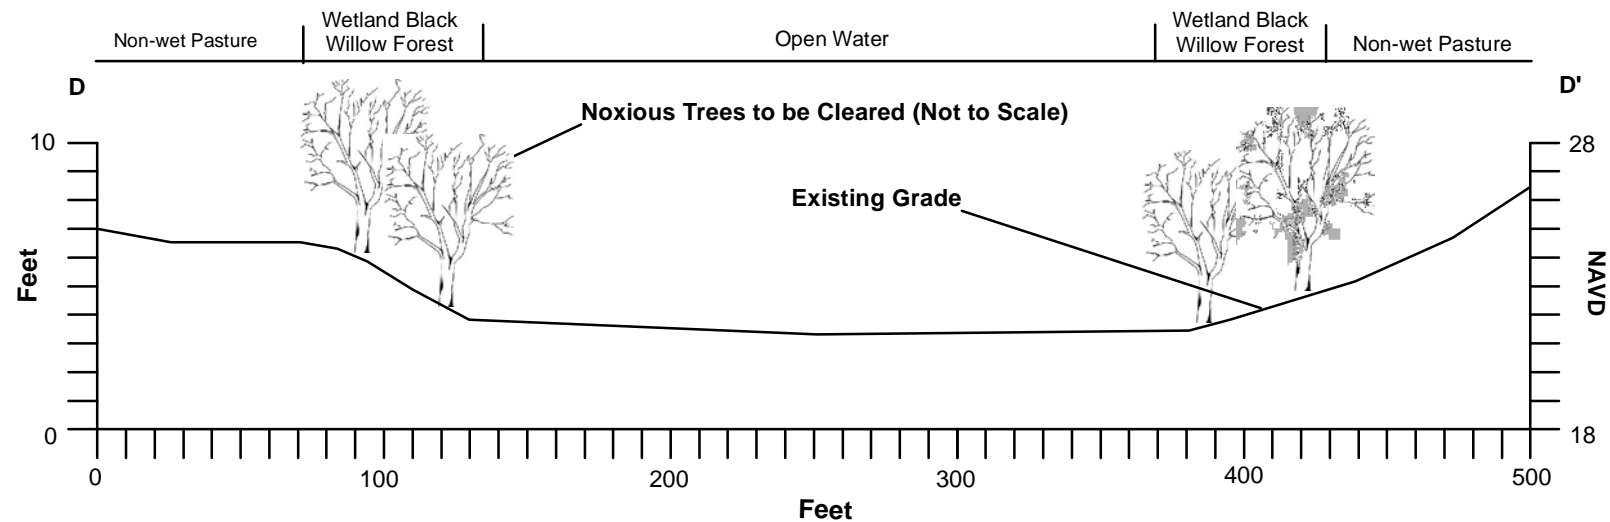 Non-wet Pasture
Wetland Black
Willow Forest
Open Water
Wetland Black
Willow Forest
Non-wet Pasture
D
D'
Noxious Trees to be Cleared (Not to Scale)
10
28
Existing Grade
Feet
NAVD
0
18
0
100
200
300
400
500
Feet